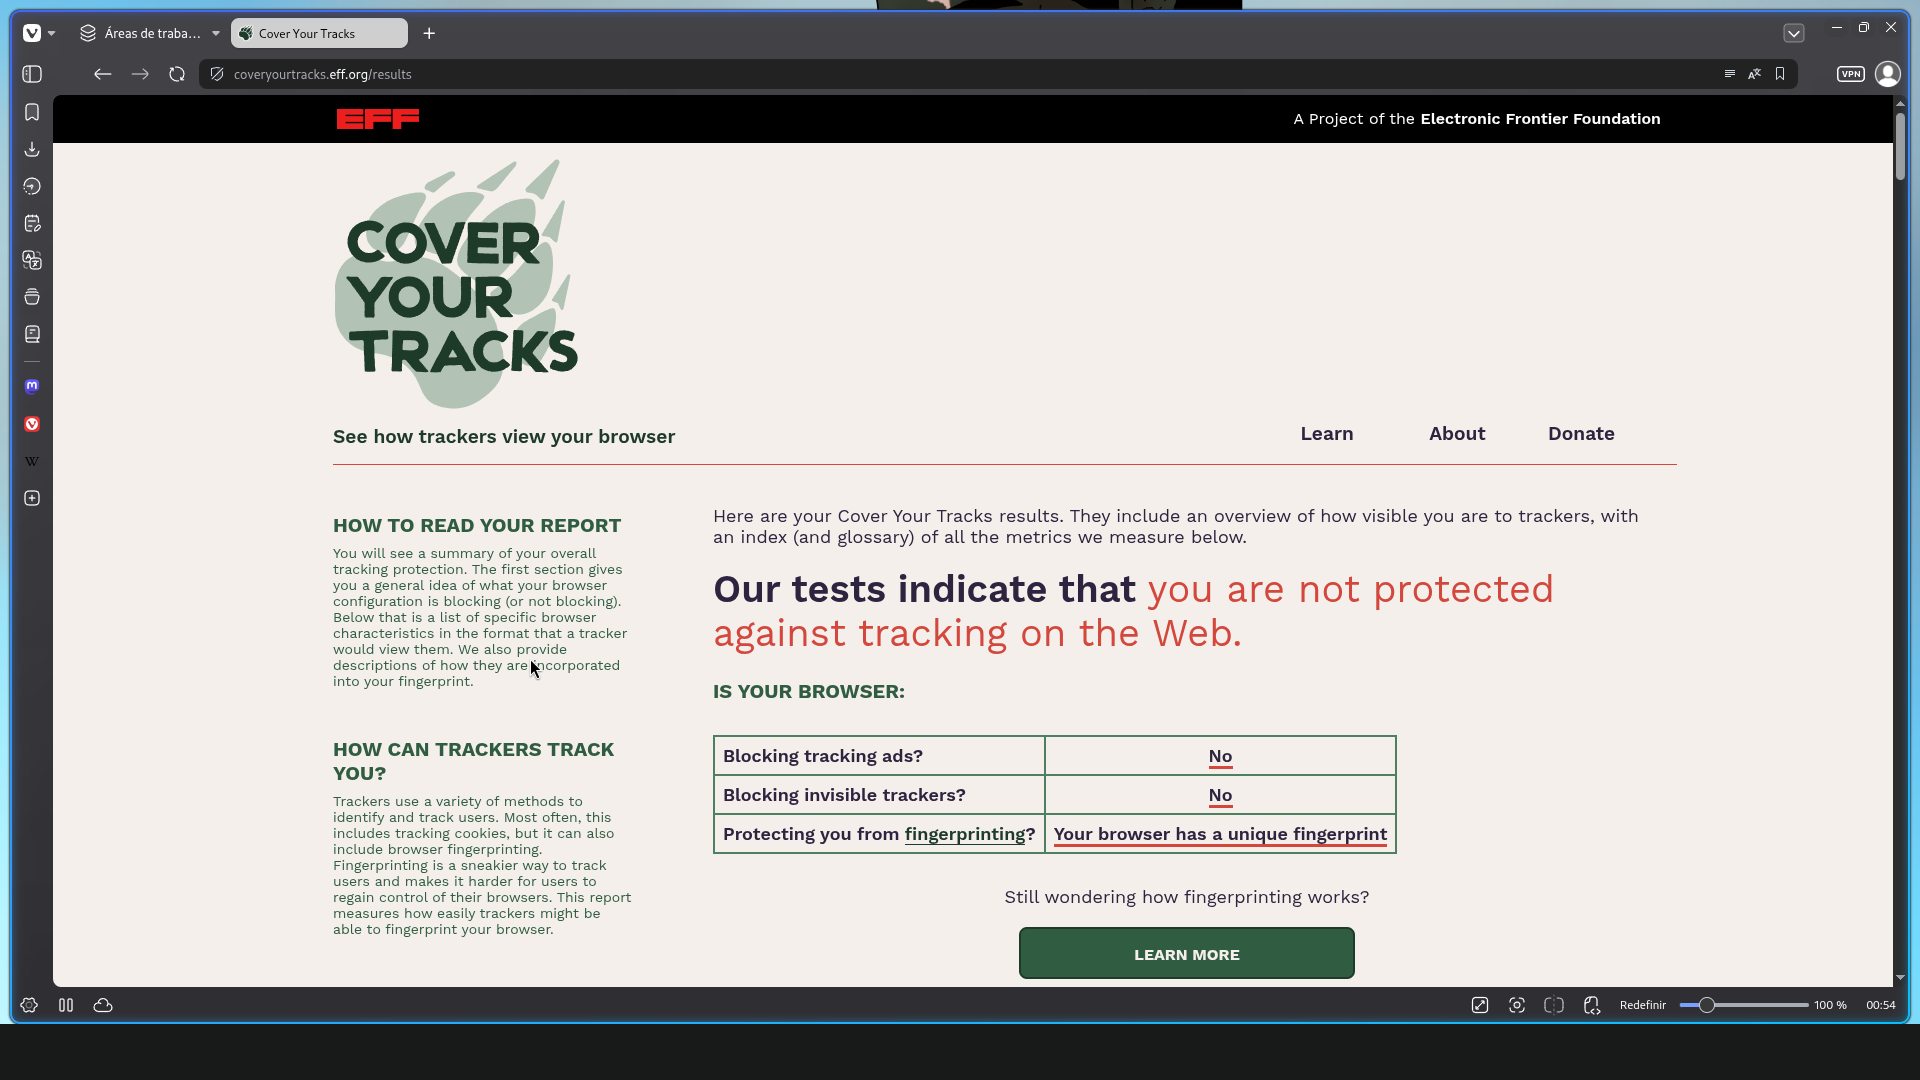 Áreas de traba...
Cover Your Tracks
coveryourtracks.eff.org/results
VPN
EFF
A Project of the Electronic Frontier Foundation
COVER
YOUR
TRACKS
See how trackers view your browser
Learn
About
Donate
HOW TO READ YOUR REPORT
You will see a summary of your overall
tracking protection. The first section gives
you a general idea of what your browser
configuration is blocking (or not blocking).
Below that is a list of specific browser
characteristics in the format that a tracker
would view them. We also provide
descriptions of how they are incorporated
into your fingerprint.
HOW CAN TRACKERS TRACK
YOU?
Trackers use a variety of methods to
identify and track users. Most often, this
includes tracking cookies, but it can also
include browser fingerprinting.
Fingerprinting is a sneakier way to track
users and makes it harder for users to
regain control of their browsers. This report
measures how easily trackers might be
able to fingerprint your browser.
Here are your Cover Your Tracks results. They include an overview of how visible you are to trackers, with
an index (and glossary) of all the metrics we measure below.
Our tests indicate that you are not protected
against tracking on the Web.
IS YOUR BROWSER:
Blocking tracking ads? No
Blocking invisible trackers? No
Protecting you from fingerprinting? Your browser has a unique fingerprint
Still wondering how fingerprinting works?
LEARN MORE
W
Redefinir
100 %
00:54